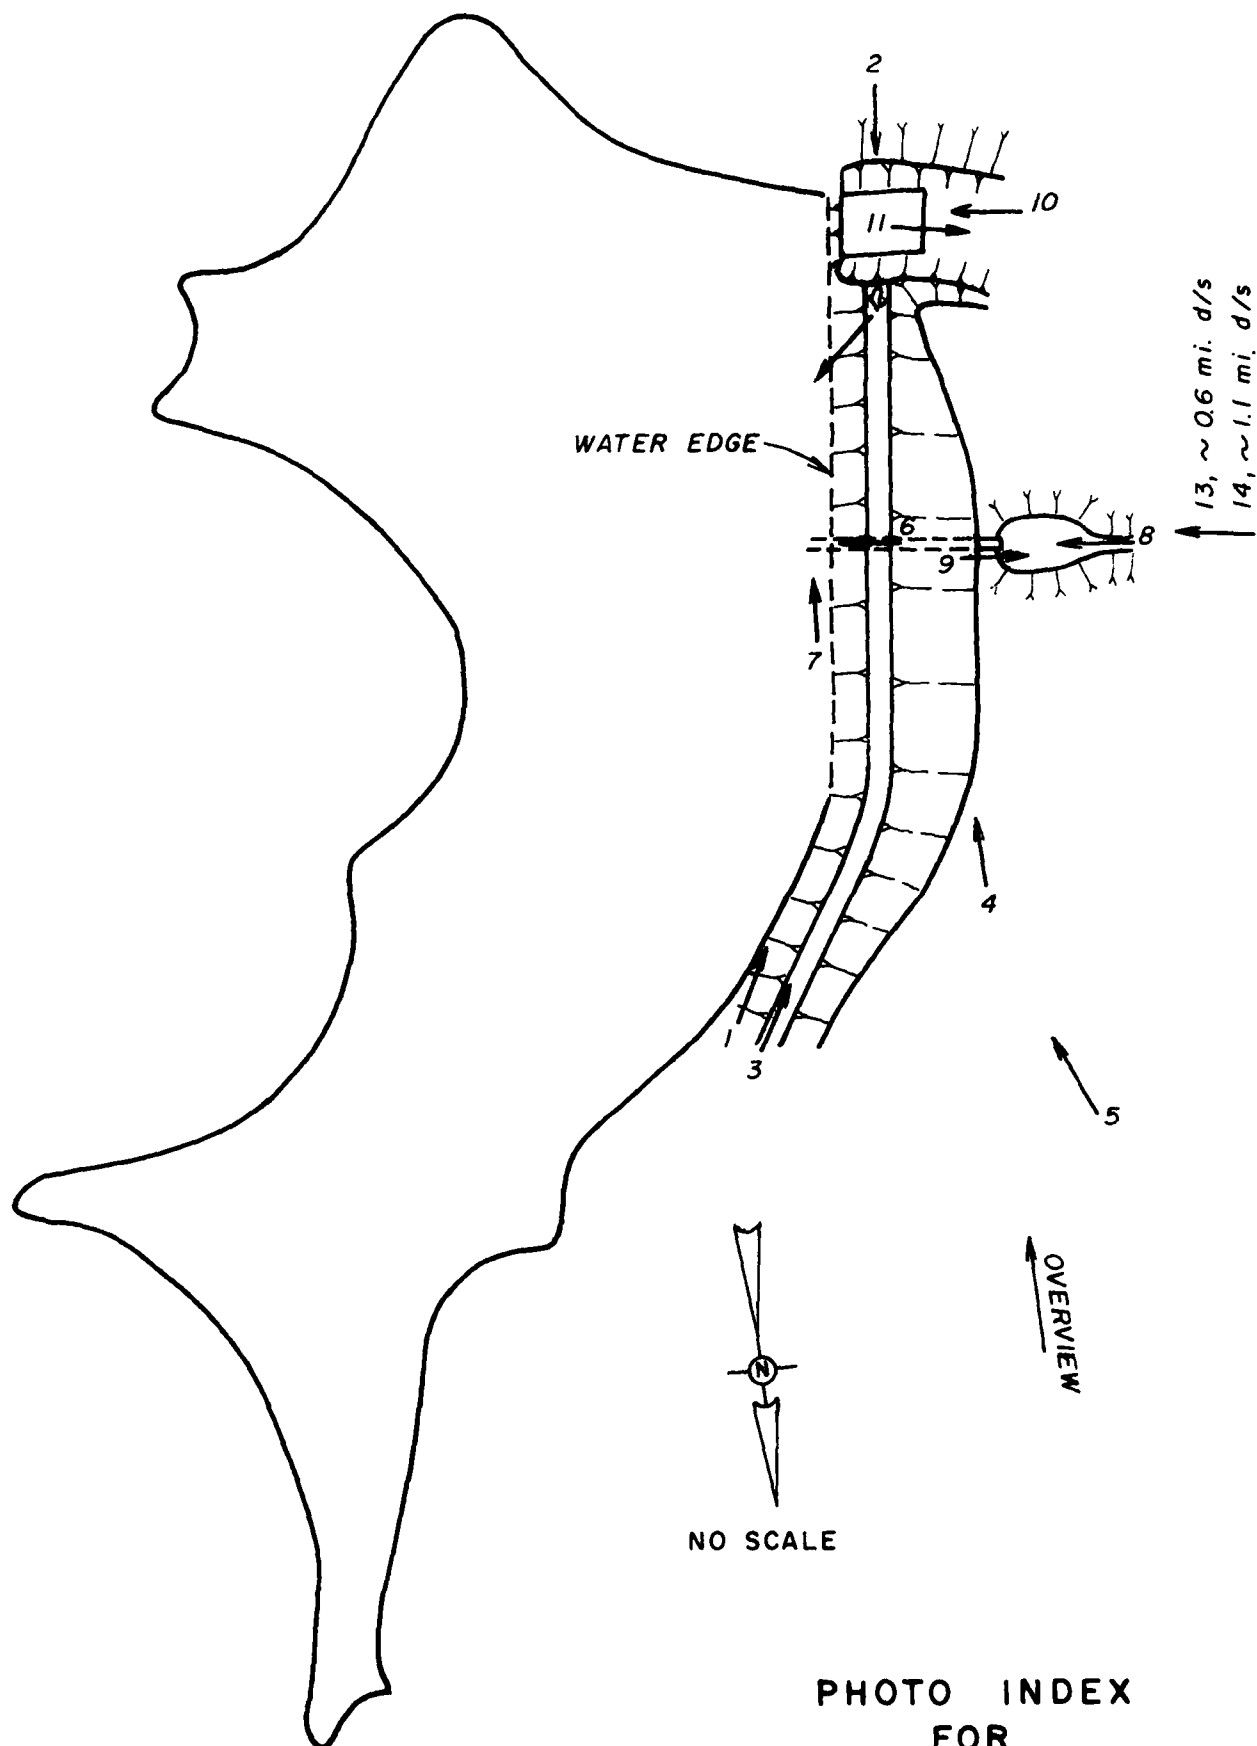 2
10
11
13, ~ 0.6 mi. d/s
14, ~ 1.1 mi. d/s
WATER EDGE
6
8
9
7
4
1
3
5
OVERVIEW
N
NO SCALE
PHOTO INDEX
FOR